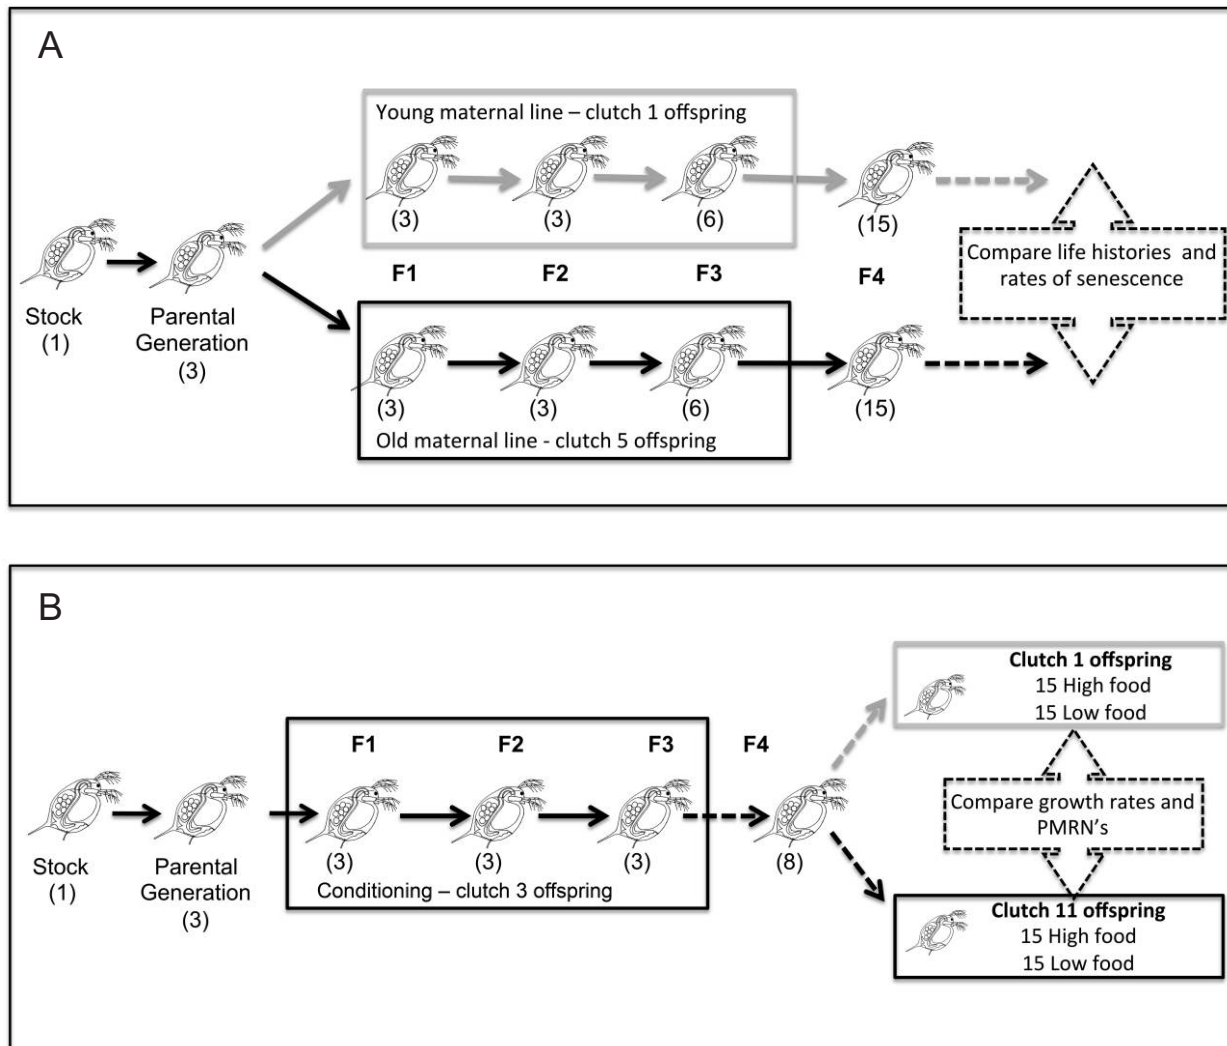 A
Young maternal line – clutch 1 offspring
(3)
(3)
(6)
(15)
Stock
(1)
Parental
Generation
(3)
F1
F2
F3
F4
Compare life histories and
rates of senescence
(3)
(3)
(6)
(15)
Old maternal line - clutch 5 offspring
B
F1
F2
F3
F4
Stock
(1)
Parental
Generation
(3)
(3)
(3)
(3)
Conditioning – clutch 3 offspring
(8)
Clutch 1 offspring
15 High food
15 Low food
Compare growth rates and
PMRN's
Clutch 11 offspring
15 High food
15 Low food